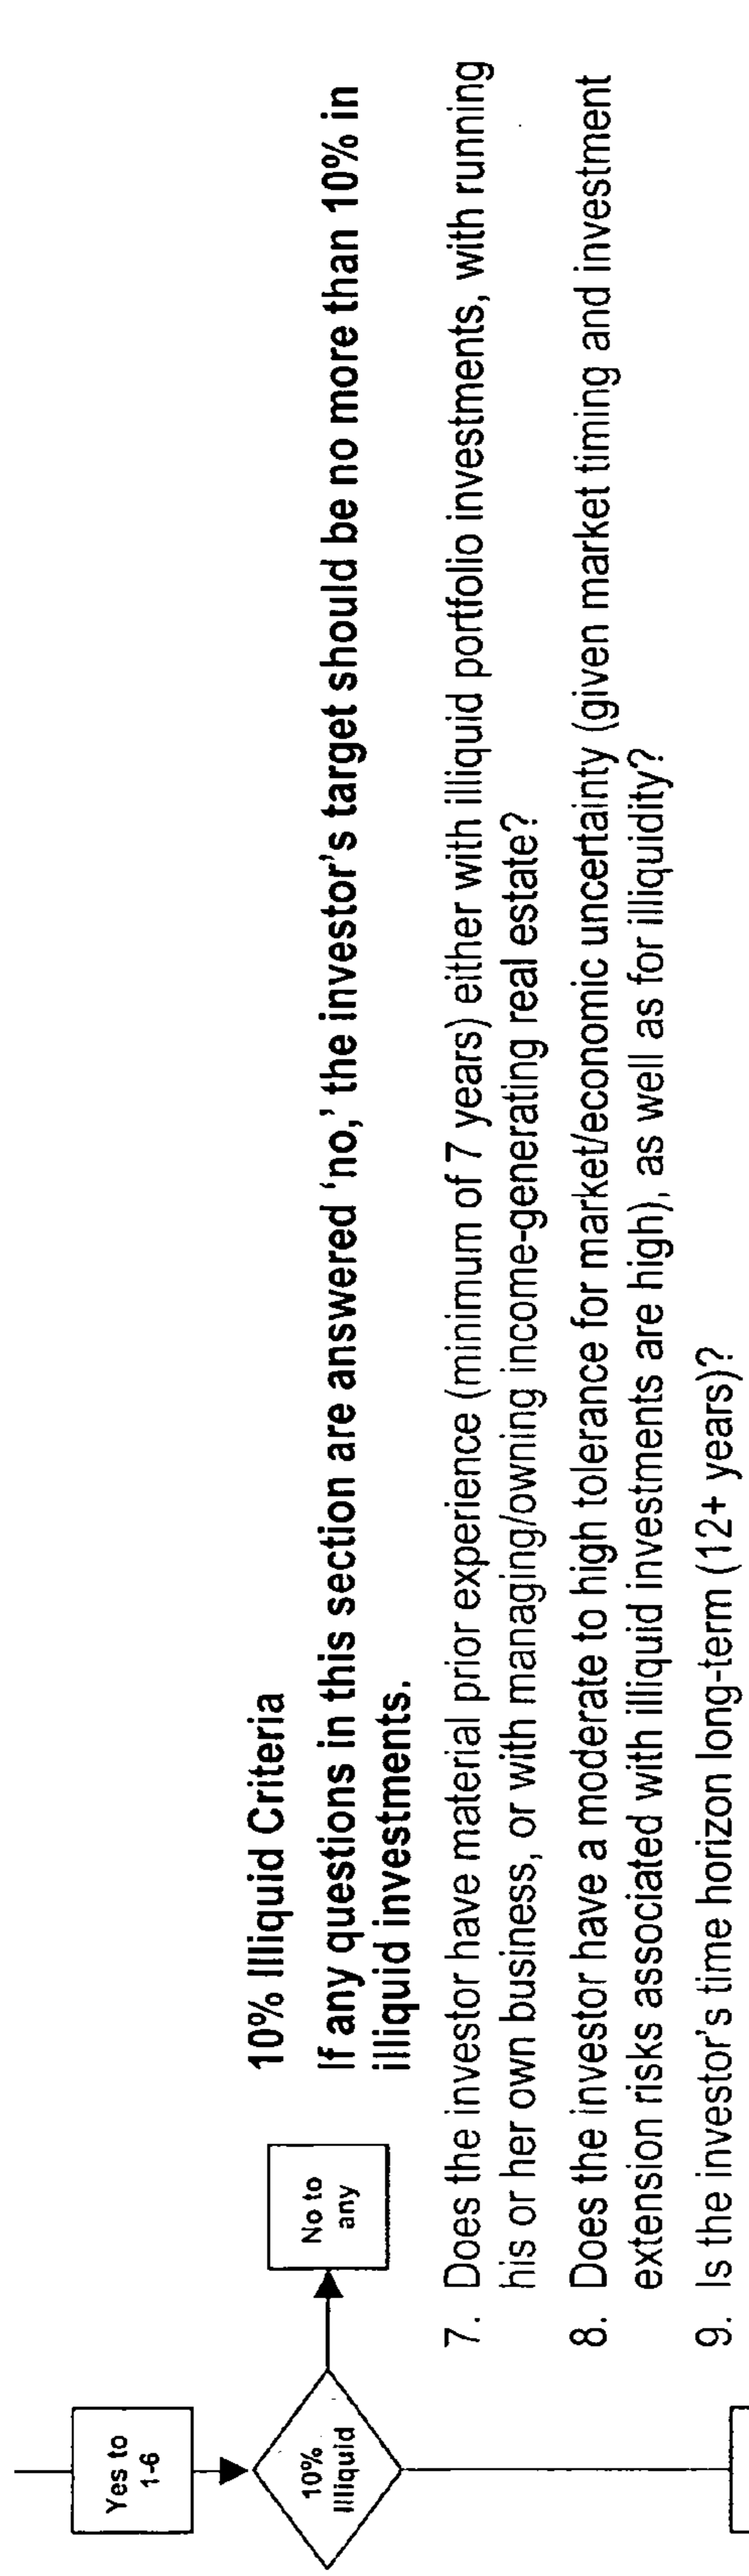 Yes to
1-6
10%
Illiquid
No to
any
10% Illiquid Criteria
If any questions in this section are answered ‘no,’ the investor’s target should be no more than 10% in
illiquid investments.
7. Does the investor have material prior experience (minimum of 7 years) either with illiquid portfolio investments, with running
his or her own business, or with managing/owning income-generating real estate?
8. Does the investor have a moderate to high tolerance for market/economic uncertainty (given market timing and investment
extension risks associated with illiquid investments are high), as well as for illiquidity?
9. Is the investor’s time horizon long-term (12+ years)?